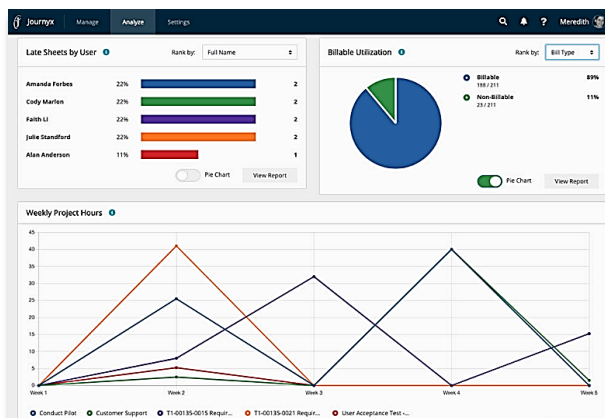 Journyx Manage Analyze Settings ? Meredith
Late Sheets by User Rank by: Full Name
Amanda Forbes 22% 2
Cody Marlon 22% 2
Faith Li 22% 2
Julie Standford 22% 2
Alan Anderson 11% 1
Pie Chart View Report
Billable Utilization Rank by: Bill Type
Billable 89%
188 / 211
Non-Billable 11%
23 / 211
Pie Chart View Report
Weekly Project Hours
45
40
35
30
25
20
15
10
5
0
Week 1 Week 2 Week 3 Week 4 Week 5
Conduct Pilot Customer Support T1-00135-0015 Requir... T1-00135-0021 Requir... User Acceptance Test -...